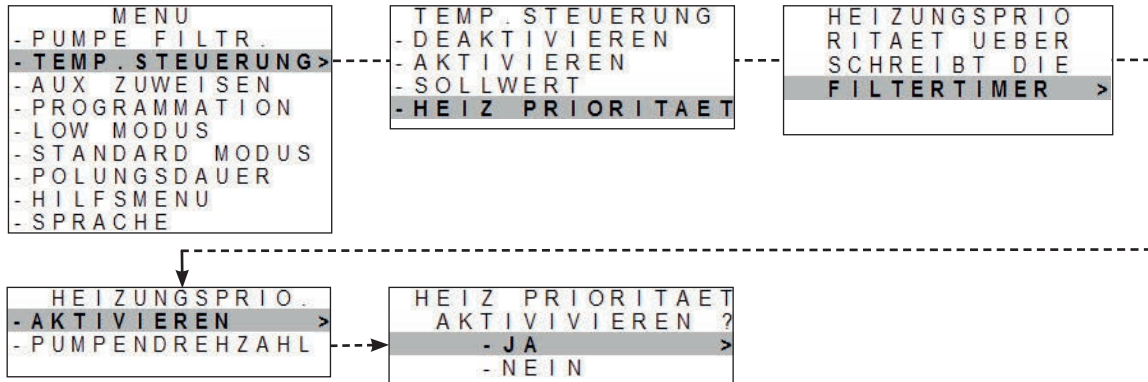 MENU
- PUMPE FILTR.
- TEMP.STEUERUNG>
- AUX ZUWEISEN
- PROGRAMMATION
- LOW MODUS
- STANDARD MODUS
- POLUNGSDAUER
- HILFSMENU
- SPRACHE
TEMP.STEUERUNG
- DEAKTIVIEREN
- AKTIVIEREN
- SOLLWERT
- HEIZ PRIORITAET
HEIZUNGSPRIO
RITAET UEBER
SCHREIBT DIE
FILTERTIMER >
HEIZUNGSPRIO.
- AKTIVIEREN >
- PUMPENDREHZAHL
HEIZ PRIORITAET
AKTIVIVIEREN ?
- JA >
- NEIN